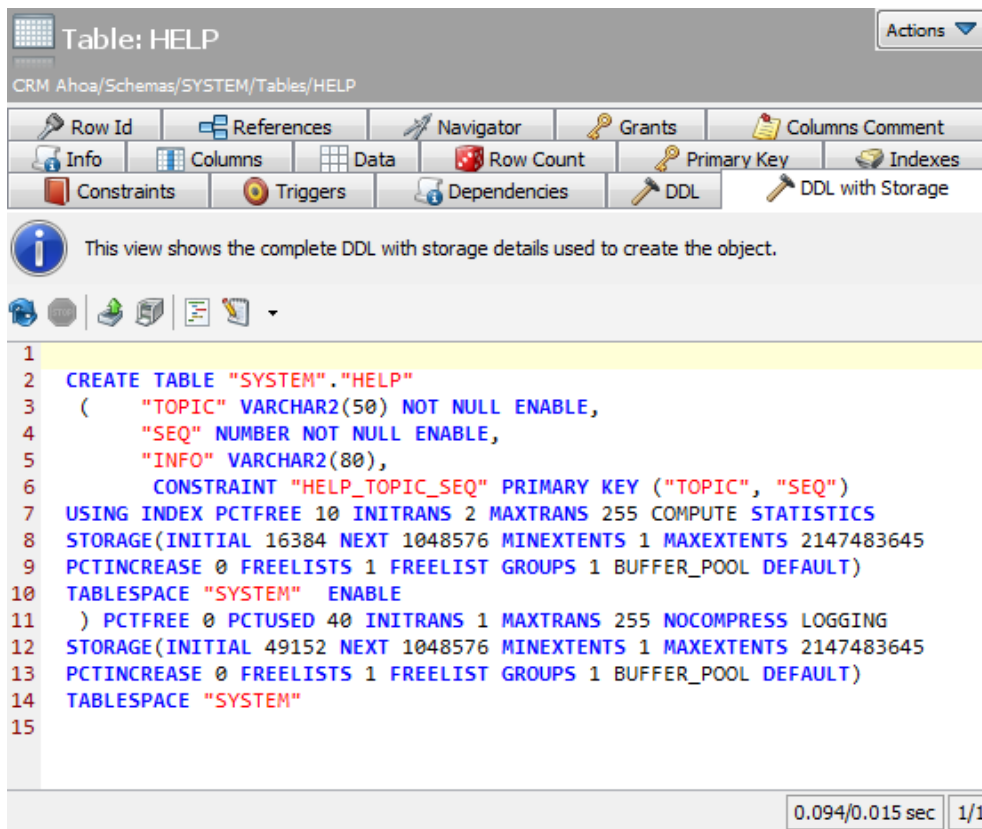 Table: HELP
Actions
CRM Ahoa/Schemas/SYSTEM/Tables/HELP
Row Id References Navigator Grants Columns Comment
Info Columns Data Row Count Primary Key Indexes
Constraints Triggers Dependencies DDL DDL with Storage
This view shows the complete DDL with storage details used to create the object.
STOP
1
2 CREATE TABLE "SYSTEM"."HELP"
3 ( "TOPIC" VARCHAR2(50) NOT NULL ENABLE,
4 "SEQ" NUMBER NOT NULL ENABLE,
5 "INFO" VARCHAR2(80),
6 CONSTRAINT "HELP_TOPIC_SEQ" PRIMARY KEY ("TOPIC", "SEQ")
7 USING INDEX PCTFREE 10 INITRANS 2 MAXTRANS 255 COMPUTE STATISTICS
8 STORAGE(INITIAL 16384 NEXT 1048576 MINEXTENTS 1 MAXEXTENTS 2147483645
9 PCTINCREASE 0 FREELISTS 1 FREELIST GROUPS 1 BUFFER_POOL DEFAULT)
10 TABLESPACE "SYSTEM" ENABLE
11 ) PCTFREE 0 PCTUSED 40 INITRANS 1 MAXTRANS 255 NOCOMPRESS LOGGING
12 STORAGE(INITIAL 49152 NEXT 1048576 MINEXTENTS 1 MAXEXTENTS 2147483645
13 PCTINCREASE 0 FREELISTS 1 FREELIST GROUPS 1 BUFFER_POOL DEFAULT)
14 TABLESPACE "SYSTEM"
15
0.094/0.015 sec 1/1